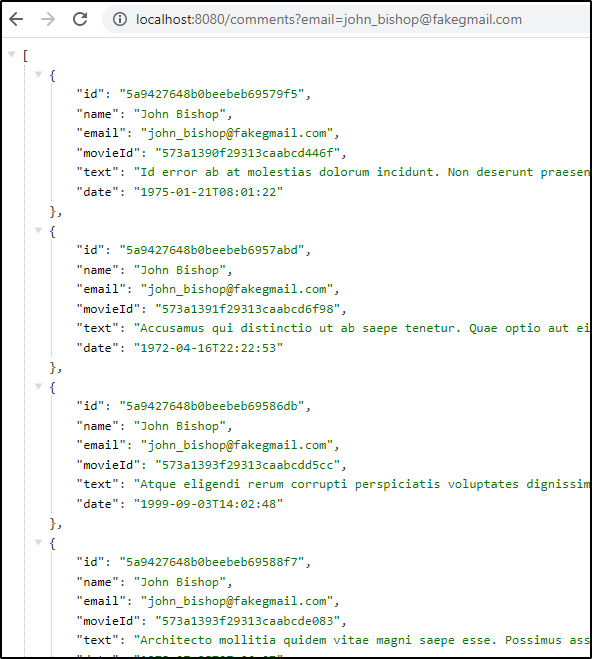 localhost:8080/comments?email=john_bishop@fakegmail.com
[
{
"id": "5a9427648b0beebeb69579f5",
"name": "John Bishop",
"email": "john_bishop@fakegmail.com",
"movieId": "573a1390f29313caabcd446f",
"text": "Id error ab at molestias dolorum incidunt. Non deserunt praesen
"date": "1975-01-21T08:01:22"
},
{
"id": "5a9427648b0beebeb6957abd",
"name": "John Bishop",
"email": "john_bishop@fakegmail.com",
"movieId": "573a1391f29313caabcd6f98",
"text": "Accusamus qui distinctio ut ab saepe tenetur. Quae optio aut ei
"date": "1972-04-16T22:22:53"
},
{
"id": "5a9427648b0beebeb69586db",
"name": "John Bishop",
"email": "john_bishop@fakegmail.com",
"movieId": "573a1393f29313caabcdd5cc",
"text": "Atque eligendi rerum corrupti perspiciatis voluptates dignissim
"date": "1999-09-03T14:02:48"
},
{
"id": "5a9427648b0beebeb69588f7",
"name": "John Bishop",
"email": "john_bishop@fakegmail.com",
"movieId": "573a1393f29313caabcde083",
"text": "Architecto mollitia quidem vitae magni saepe esse. Possimus ass